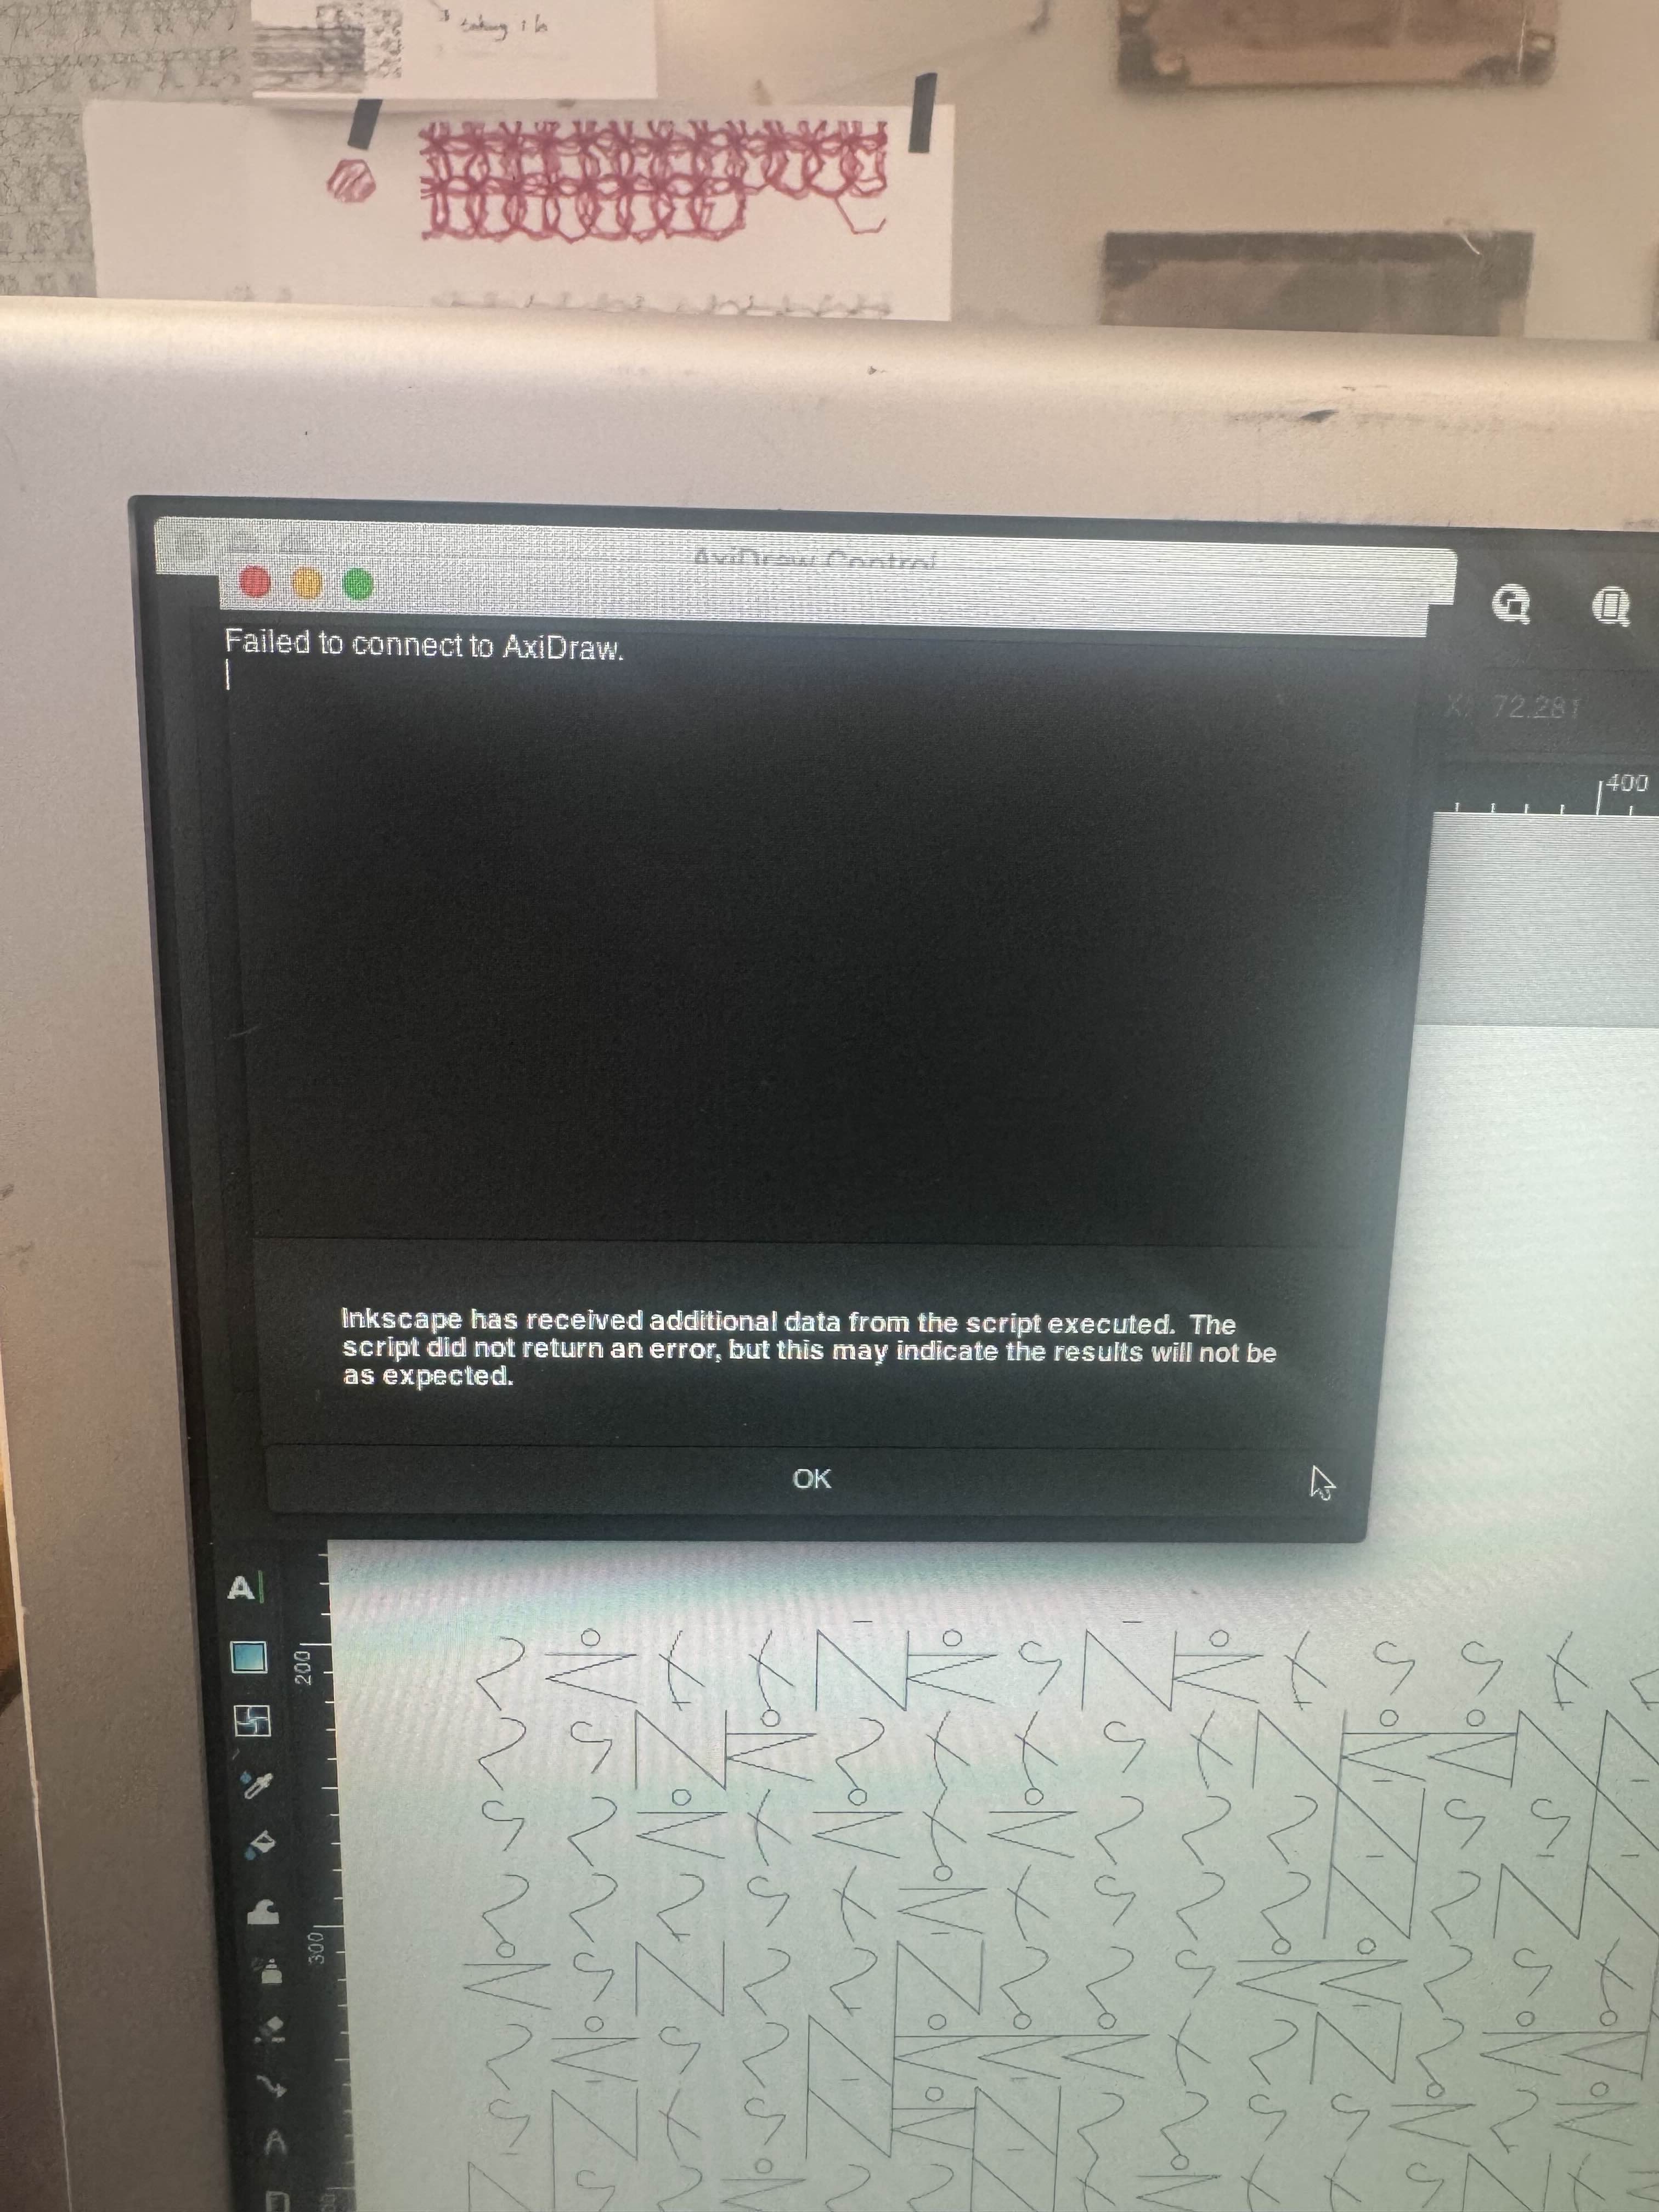 AxiDraw Control
Failed to connect to AxiDraw.
X: 72.281
400
Inkscape has received additional data from the script executed. The
script did not return an error, but this may indicate the results will not be
as expected.
OK
A
200
300